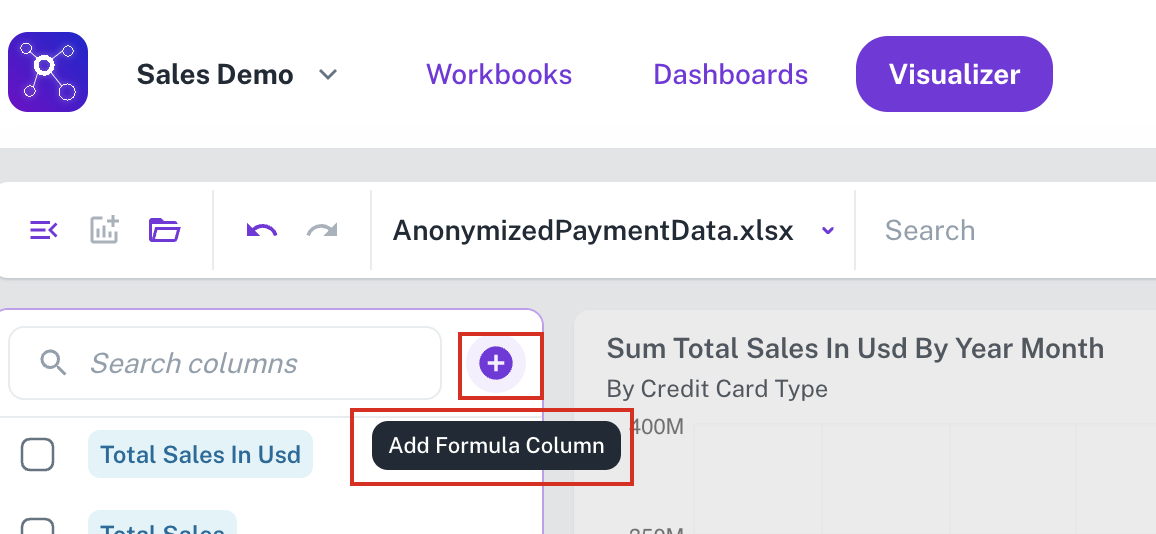 Sales Demo
Workbooks
Dashboards
Visualizer
AnonymizedPaymentData.xlsx
Search
Search columns
Add Formula Column
Total Sales In Usd
Total Sales
Sum Total Sales In Usd By Year Month
By Credit Card Type
400M
350M